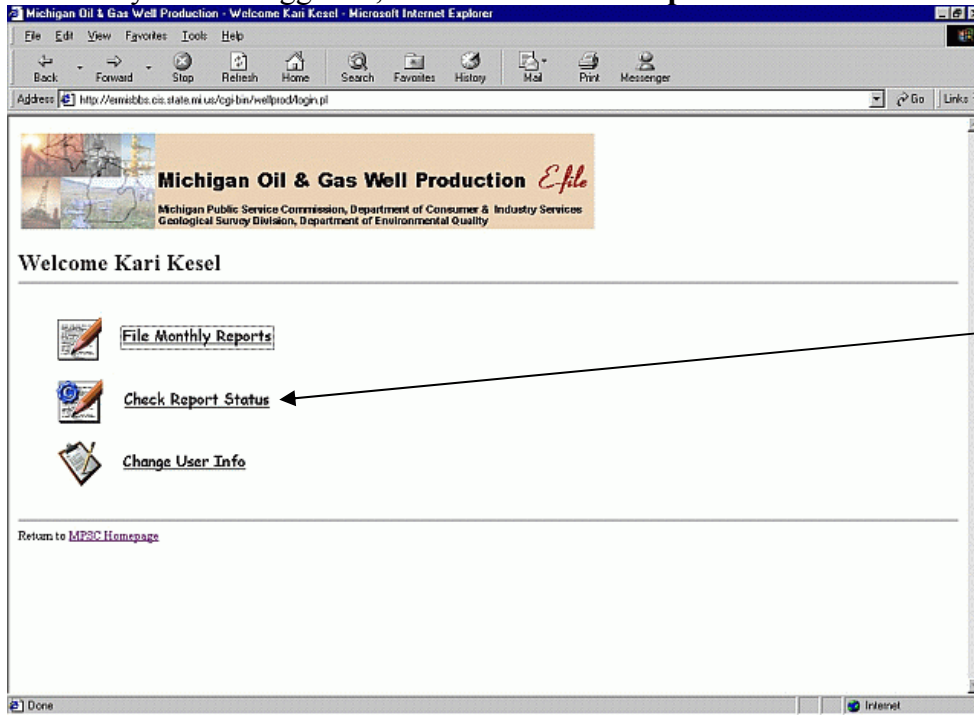 Michigan Oil & Gas Well Production - Welcome Kari Kesel - Microsoft Internet Explorer
File Edit View Favorites Tools Help
Back Forward Stop Refresh Home Search Favorites History Mail Print Messenger
Address http://ermisbbs.cis.state.mi.us/cgi-bin/wellprod/login.pl Go Links
Michigan Oil & Gas Well Production E-file
Michigan Public Service Commission, Department of Consumer & Industry Services
Geological Survey Division, Department of Environmental Quality
Welcome Kari Kesel
File Monthly Reports
Check Report Status
Change User Info
Return to MPSC Homepage
Done Internet